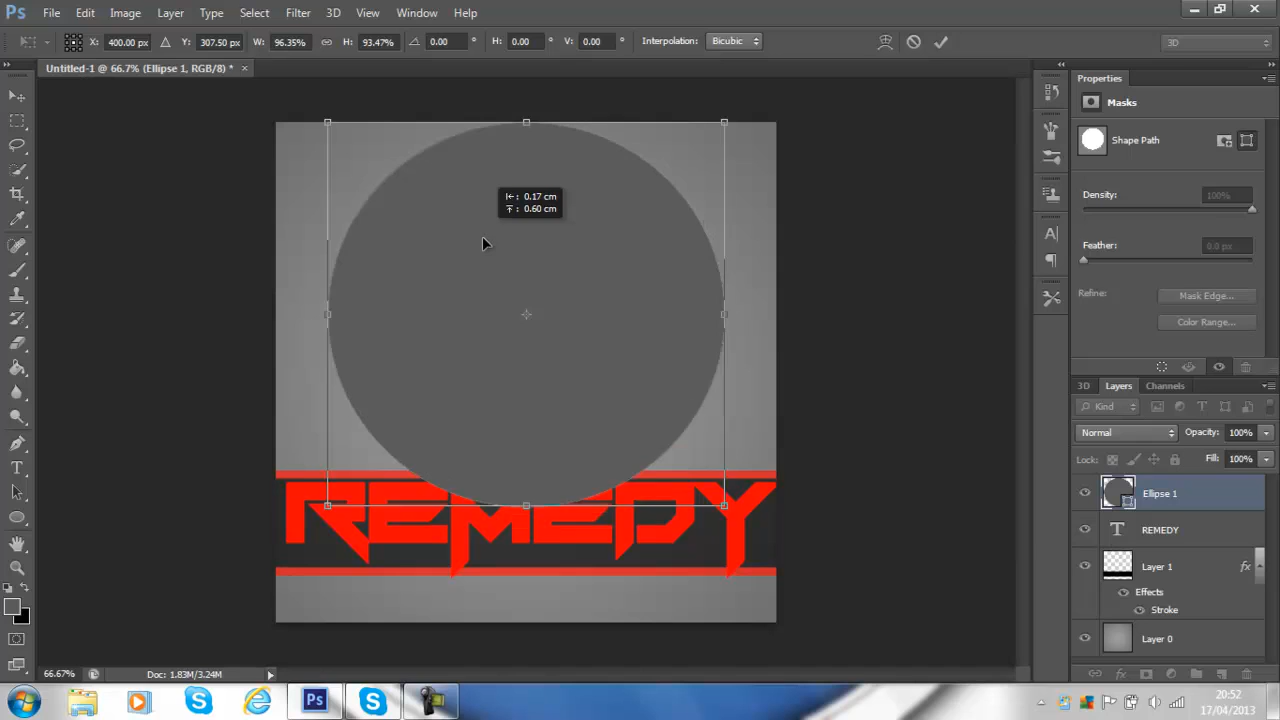 Ps File Edit Image Layer Type Select Filter 3D View Window Help
X: 400.00 px Y: 307.50 px W: 96.35% H: 93.47% 0.00 ° H: 0.00 ° V: 0.00 ° Interpolation: Bicubic 3D
Untitled-1 @ 66.7% (Ellipse 1, RGB/8) * ×
Properties
Masks
Shape Path
Density: 100%
Feather: 0.0 px
Refine: Mask Edge...
Color Range...
: 0.17 cm
: 0.60 cm
REMEDY
3D Layers Channels
Kind
Normal Opacity: 100%
Lock: Fill: 100%
Ellipse 1
T REMEDY
Layer 1 fx
Effects
Stroke
Layer 0
66.67% Doc: 1.83M/3.24M
Ps
20:52
17/04/2013